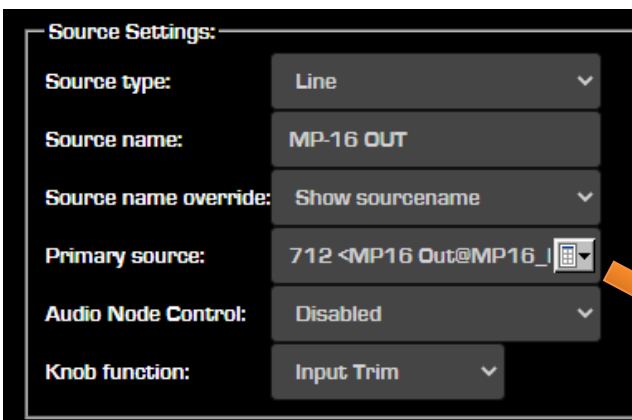 Source Settings:
Source type: Line
Source name: MP-16 OUT
Source name override: Show sourcename
Primary source: 712 <MP16 Out@MP16_
Audio Node Control: Disabled
Knob function: Input Trim